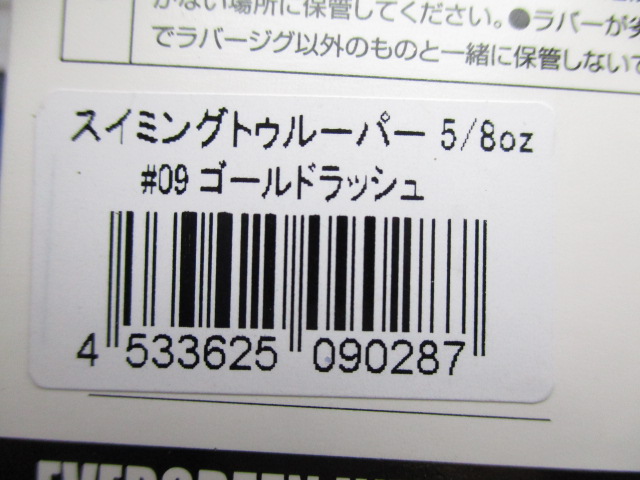 がない場所に保管してください。●ラバーが
でラバージグ以外のものと一緒に保管しないで
スイミングトゥルーパー 5/8oz
#09 ゴールドラッシュ
4 533625 090287
EVERGREEN